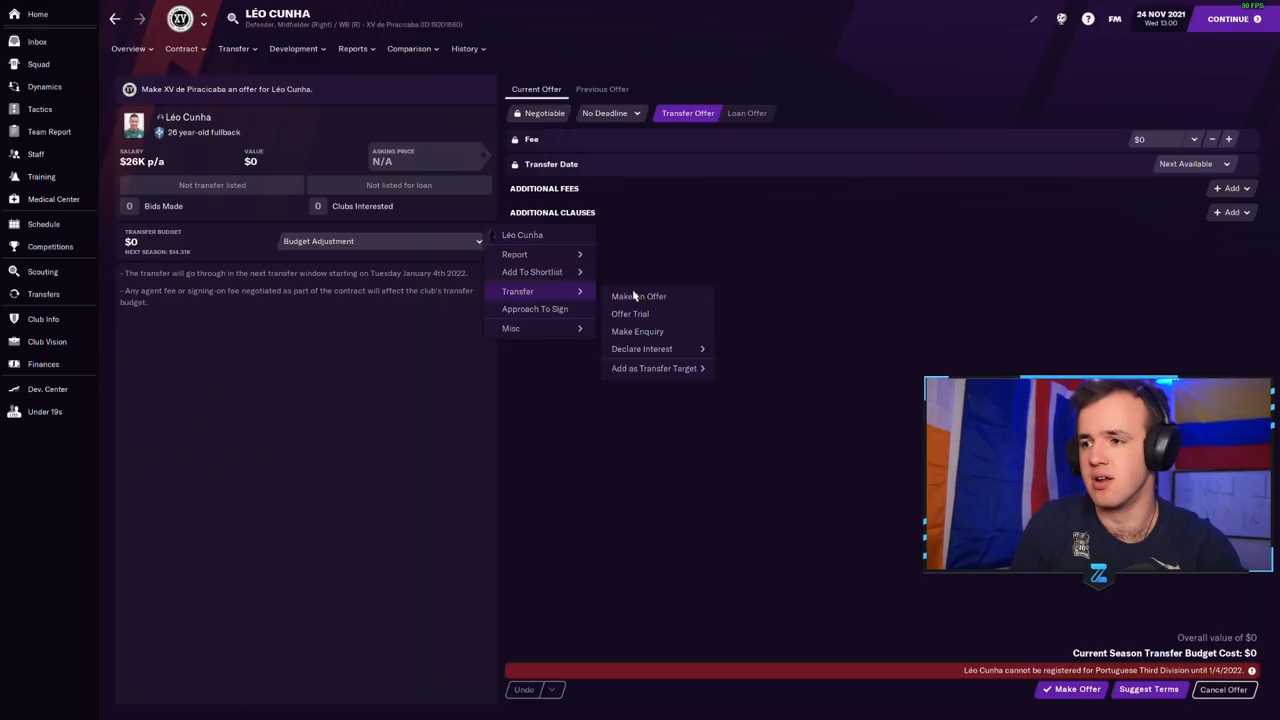 90 FPS
Home
Inbox
Squad
Dynamics
Tactics
Team Report
Staff
Training
Medical Center
Schedule
Competitions
Scouting
Transfers
Club Info
Club Vision
Finances
Dev. Center
Under 19s
XV
LÉO CUNHA
Defender, Midfielder (Right) / WB (R) - XV de Piracicaba (ID:19201680)
FM
24 NOV 2021
Wed 13:00
CONTINUE
Overview
Contract
Transfer
Development
Reports
Comparison
History
Make XV de Piracicaba an offer for Léo Cunha.
Léo Cunha
26 year-old fullback
SALARY
$26K p/a
VALUE
$0
ASKING PRICE
N/A
Not transfer listed
Not listed for loan
0 Bids Made
0 Clubs Interested
TRANSFER BUDGET
$0
NEXT SEASON: $14.31K
Budget Adjustment
- The transfer will go through in the next transfer window starting on Tuesday January 4th 2022.
- Any agent fee or signing-on fee negotiated as part of the contract will affect the club's transfer
budget.
Current Offer
Previous Offer
Negotiable
No Deadline
Transfer Offer
Loan Offer
Fee
$0
Transfer Date
Next Available
ADDITIONAL FEES
Add
ADDITIONAL CLAUSES
Add
Léo Cunha
Report
Add To Shortlist
Transfer
Approach To Sign
Misc
Make an Offer
Offer Trial
Make Enquiry
Declare Interest
Add as Transfer Target
Overall value of $0
Current Season Transfer Budget Cost: $0
Léo Cunha cannot be registered for Portuguese Third Division until 1/4/2022.
Undo
Make Offer
Suggest Terms
Cancel Offer